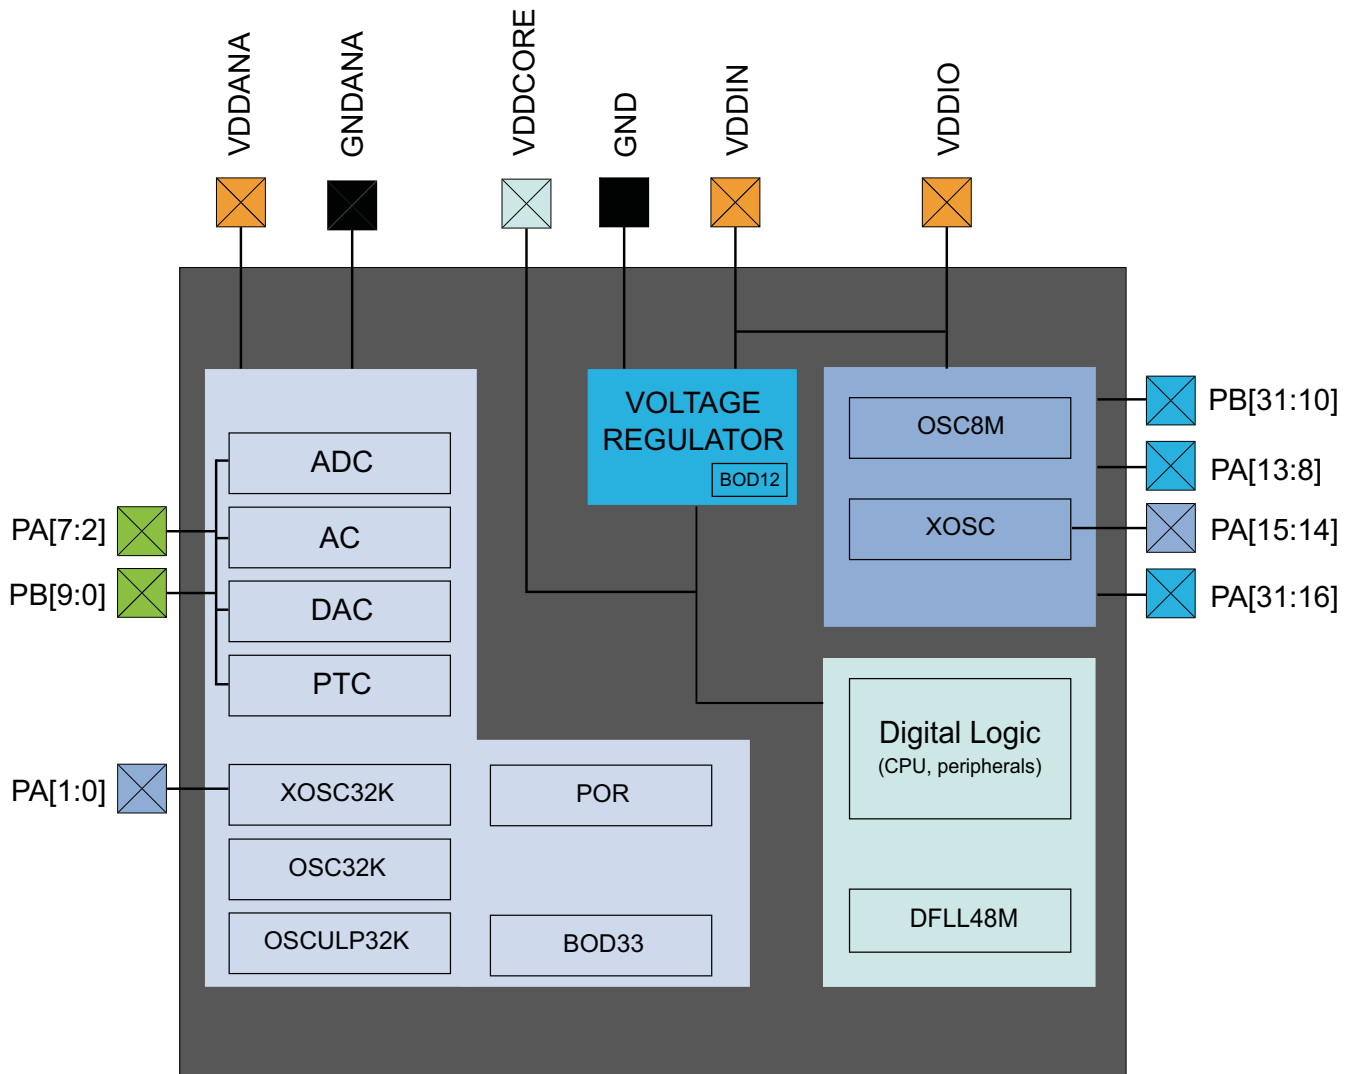 VDDANA
GNDANA
VDDCORE
GND
VDDIN
VDDIO
VOLTAGE
REGULATOR
BOD12
OSC8M
XOSC
PB[31:10]
PA[13:8]
PA[15:14]
PA[31:16]
ADC
AC
DAC
PTC
PA[7:2]
PB[9:0]
PA[1:0]
XOSC32K
OSC32K
OSCULP32K
POR
BOD33
Digital Logic
(CPU, peripherals)
DFLL48M